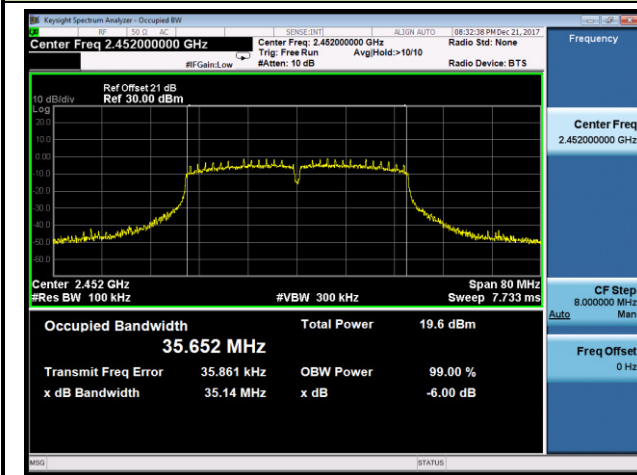 Keysight Spectrum Analyzer - Occupied BW
RF 50 Ω AC SENSE:INT ALIGN AUTO 08:32:38 PM Dec 21, 2017
Center Freq 2.452000000 GHz
Center Freq: 2.452000000 GHz
Radio Std: None
Trig: Free Run Avg|Hold:>10/10
#IFGain:Low
#Atten: 10 dB
Radio Device: BTS
Frequency
Ref Offset 21 dB
10 dB/div Ref 30.00 dBm
Log
20.0
10.0
0.00
-10.0
-20.0
-30.0
-40.0
-50.0
-60.0
Center 2.452 GHz
Span 80 MHz
#Res BW 100 kHz
#VBW 300 kHz
Sweep 7.733 ms
Occupied Bandwidth
35.652 MHz
Total Power 19.6 dBm
Transmit Freq Error 35.861 kHz
OBW Power 99.00 %
x dB Bandwidth 35.14 MHz
x dB -6.00 dB
Center Freq
2.452000000 GHz
CF Step
8.000000 MHz
Auto Man
Freq Offset
0 Hz
MSG
STATUS